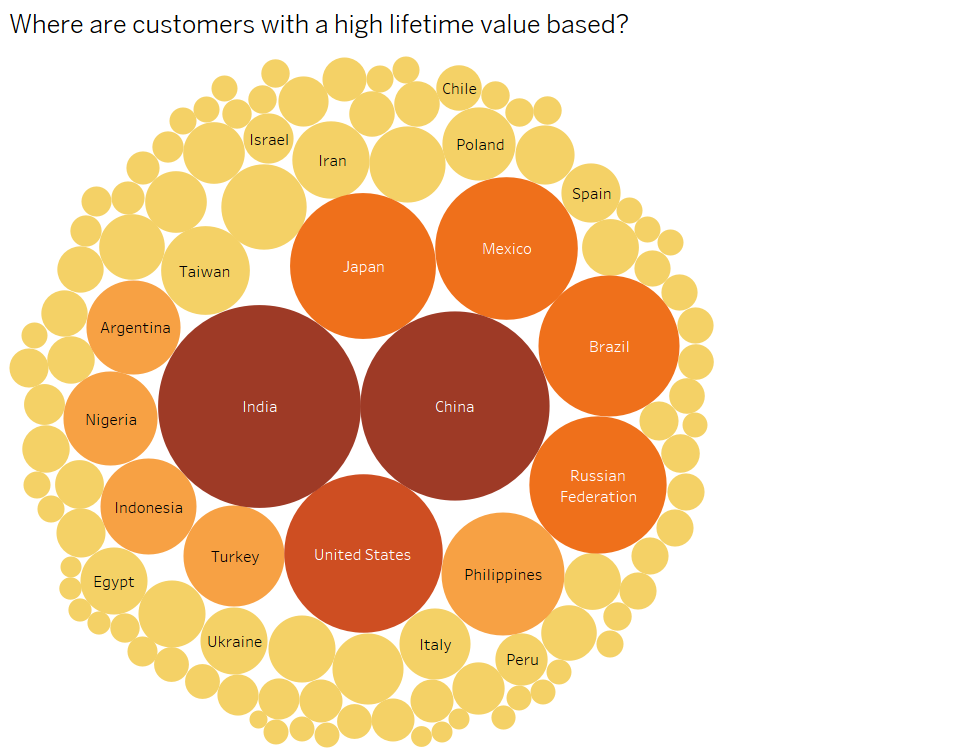 Where are customers with a high lifetime value based?
Chile
Israel
Poland
Iran
Spain
Mexico
Japan
Taiwan
Argentina
Brazil
India
China
Nigeria
Russian
Federation
Indonesia
United States
Turkey
Philippines
Egypt
Ukraine
Italy
Peru